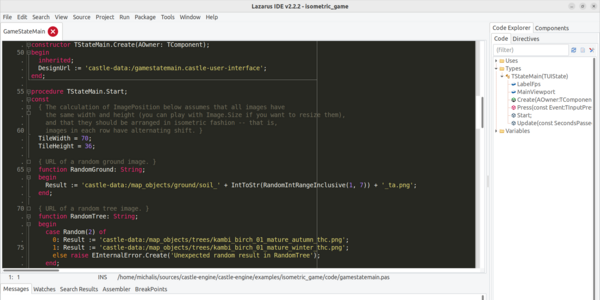 Lazarus IDE v2.2.2 - isometric_game
File Edit Search View Source Project Run Package Tools Window Help
GameStateMain
constructor TStateMain.Create(AOwner: TComponent);
50 begin
inherited;
DesignUrl := 'castle-data:/gamestatemain.castle-user-interface';
end;
55 procedure TStateMain.Start;
const
{ The calculation of ImagePosition below assumes that all images have
the same width and height (you can play with Image.Size if you want to resize them),
and that they should be arranged in isometric fashion -- that is,
60 images in each row have alternating shift. }
TileWidth = 70;
TileHeight = 36;
{ URL of a random ground image. }
65 function RandomGround: String;
begin
Result := 'castle-data:/map_objects/ground/soil_' + IntToStr(RandomIntRangeInclusive(1, 7)) + '_ta.png';
end;
70 { URL of a random tree image. }
function RandomTree: String;
begin
case Random(2) of
0: Result := 'castle-data:/map_objects/trees/kambi_birch_01_mature_autumn_thc.png';
75 1: Result := 'castle-data:/map_objects/trees/kambi_birch_01_mature_winter_thc.png';
else raise EInternalError.Create('Unexpected random result in RandomTree');
end;
1: 1 INS /home/michalis/sources/castle-engine/castle-engine/examples/isometric_game/code/gamestatemain.pas
Messages Watches Search Results Assembler BreakPoints
Code Explorer Components
Code Directives
(filter)
Uses
Types
TStateMain(TUIState)
LabelFps
MainViewport
Create(AOwner:TCompone
Press(const Event:TInputPre
Start;
Update(const SecondsPasse
Variables